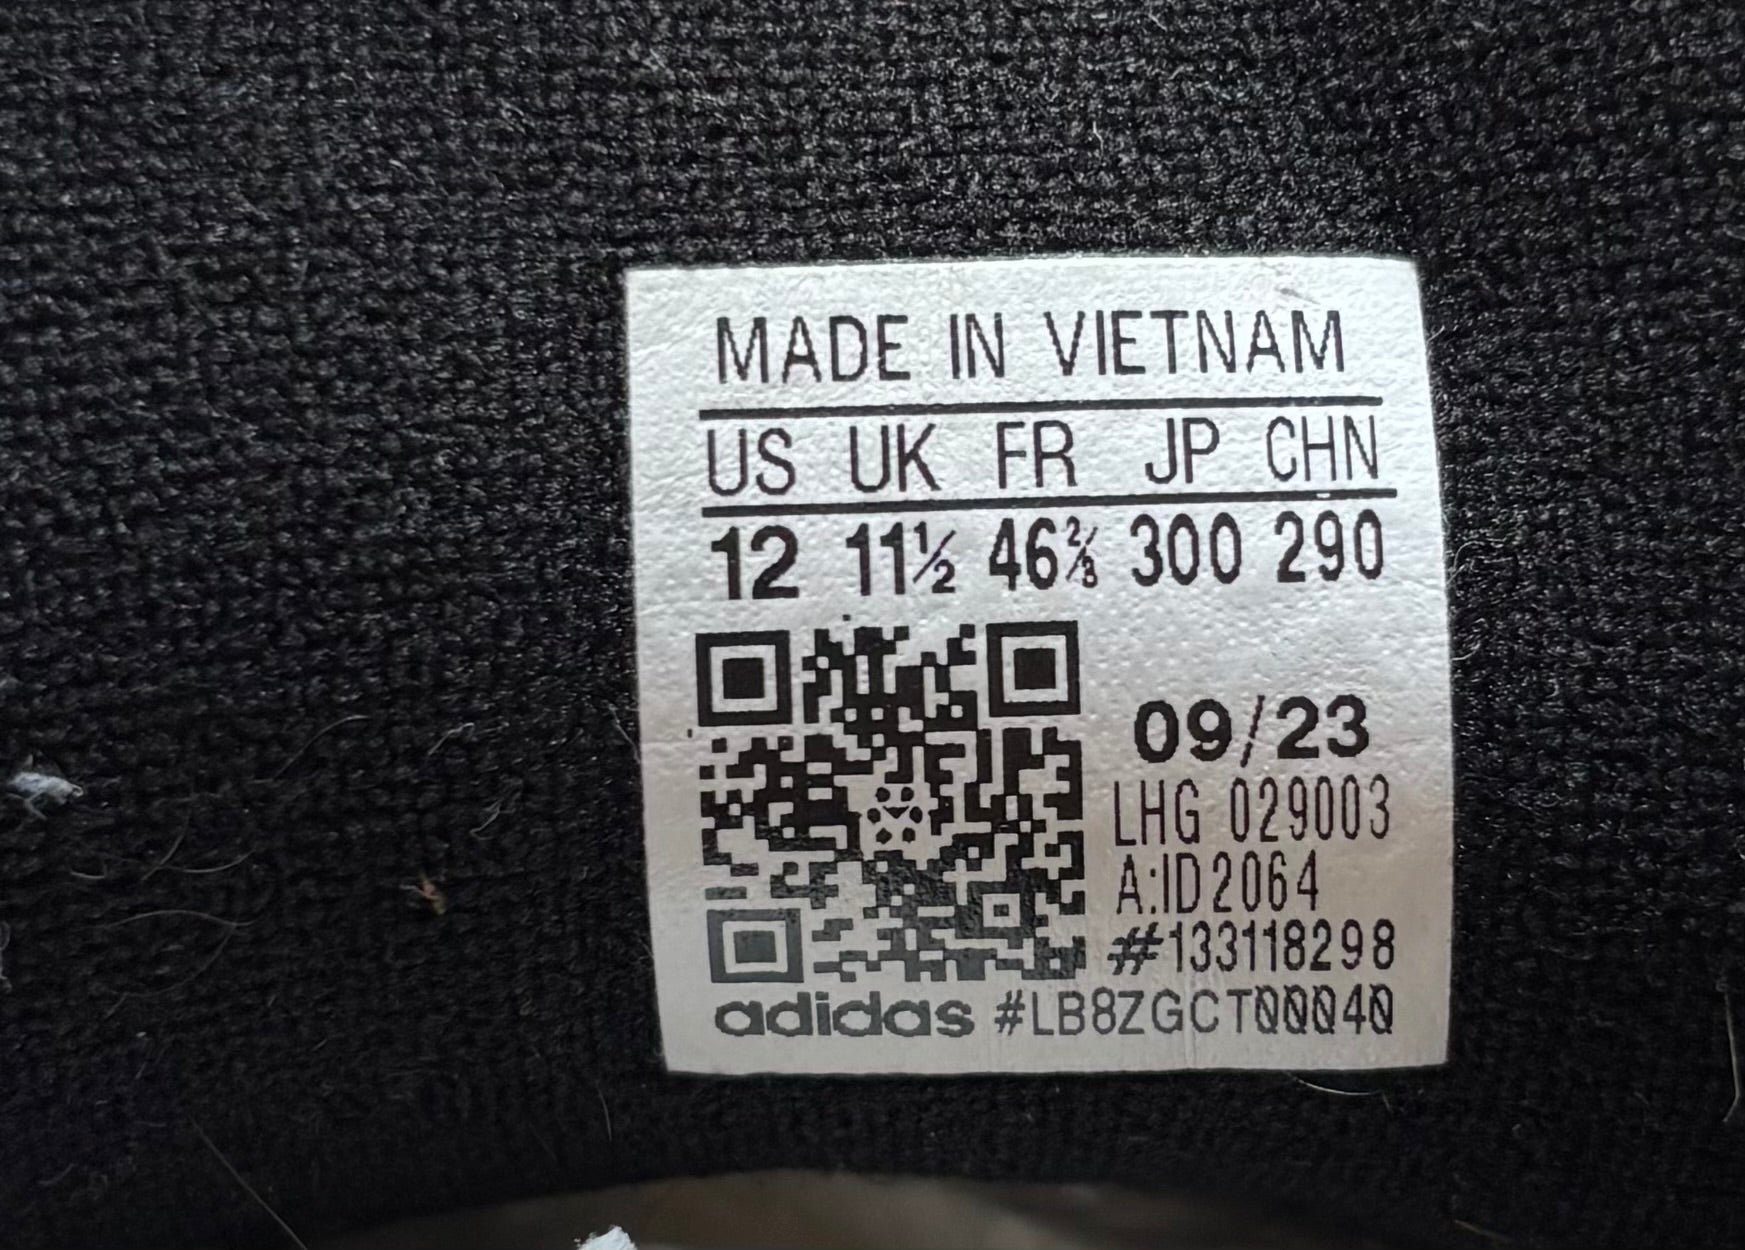 MADE IN VIETNAM
US UK FR JP CHN
12 11½ 46⅔ 300 290
09/23
LHG 029003
A:ID2064
#133118298
adidas #LB8ZGCT00040